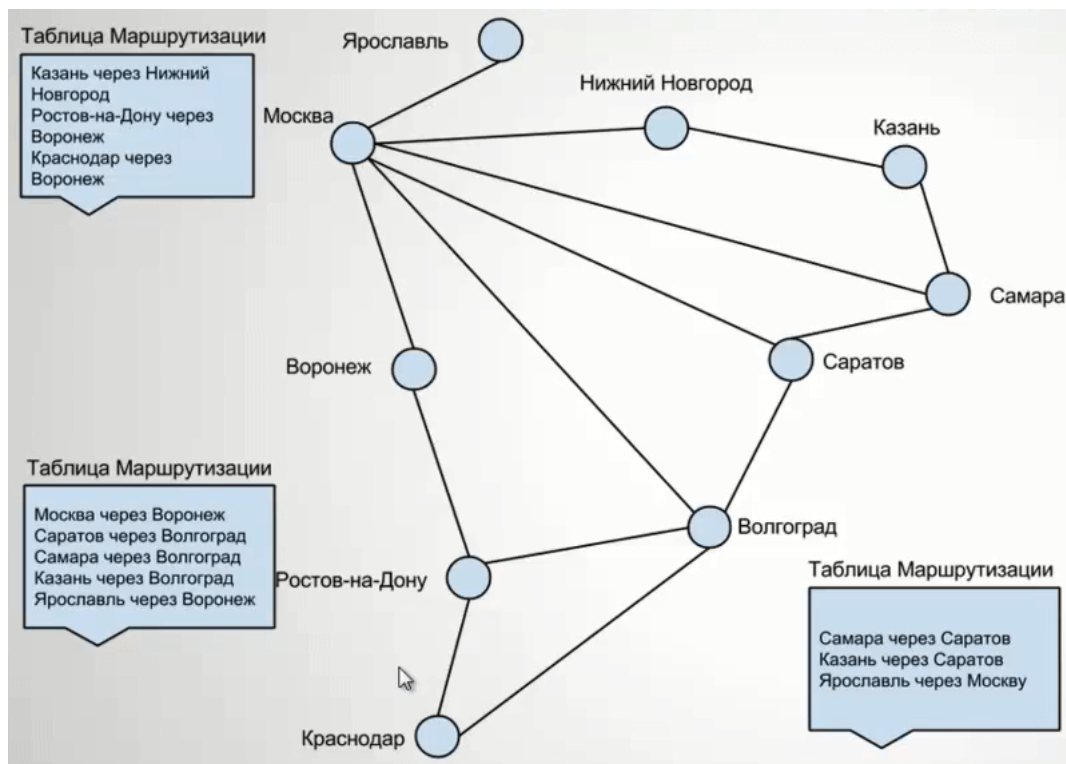 Таблица Маршрутизации
Казань через Нижний
Новгород
Ростов-на-Дону через
Воронеж
Краснодар через
Воронеж
Ярославль
Москва
Нижний Новгород
Казань
Самара
Саратов
Воронеж
Волгоград
Ростов-на-Дону
Краснодар
Таблица Маршрутизации
Москва через Воронеж
Саратов через Волгоград
Самара через Волгоград
Казань через Волгоград
Ярославль через Воронеж
Таблица Маршрутизации
Самара через Саратов
Казань через Саратов
Ярославль через Москву